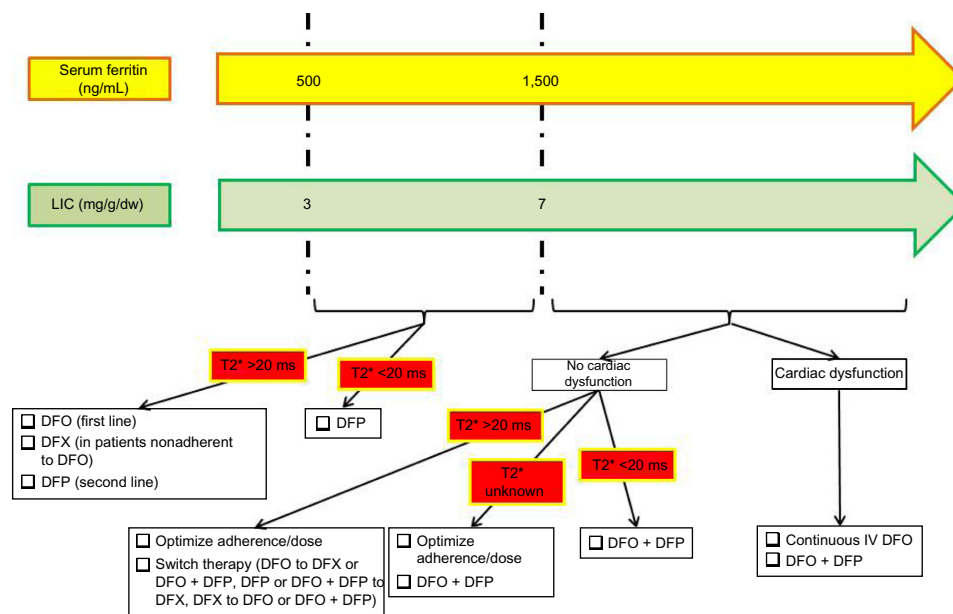 Serum ferritin
(ng/mL)
500
1,500
LIC (mg/g/dw)
3
7
T2* >20 ms
T2* <20 ms
No cardiac
dysfunction
Cardiac dysfunction
DFO (first line)
DFX (in patients nonadherent
to DFO)
DFP (second line)
DFP
T2* >20 ms
T2*
unknown
T2* <20 ms
Optimize adherence/dose
Switch therapy (DFO to DFX or
DFO + DFP, DFP or DFO + DFP to
DFX, DFX to DFO or DFO + DFP)
Optimize
adherence/dose
DFO + DFP
DFO + DFP
Continuous IV DFO
DFO + DFP